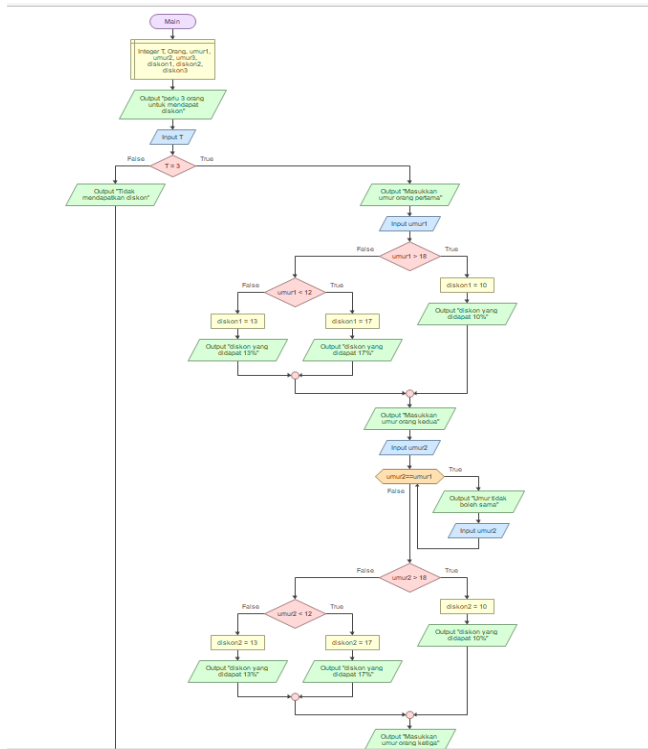 Main
Integer T, Orang, umur1,
umur2, umur3,
diskon1, diskon2,
diskon3
Output "perlu 3 orang
untuk mendapat
diskon"
Input T
False
T = 3
True
Output "Tidak
mendapatkan diskon"
Output "Masukkan
umur orang pertama"
Input umur1
False
umur1 > 18
True
False
umur1 < 12
True
diskon1 = 10
diskon1 = 13
diskon1 = 17
Output "diskon yang
didapat 10%"
Output "diskon yang
didapat 13%"
Output "diskon yang
didapat 17%"
Output "Masukkan
umur orang kedua"
Input umur2
umur2==umur1
True
False
Output "Umur tidak
boleh sama"
Input umur2
False
umur2 > 18
True
False
umur2 < 12
True
diskon2 = 10
diskon2 = 13
diskon2 = 17
Output "diskon yang
didapat 10%"
Output "diskon yang
didapat 13%"
Output "diskon yang
didapat 17%"
Output "Masukkan
umur orang ketiga"